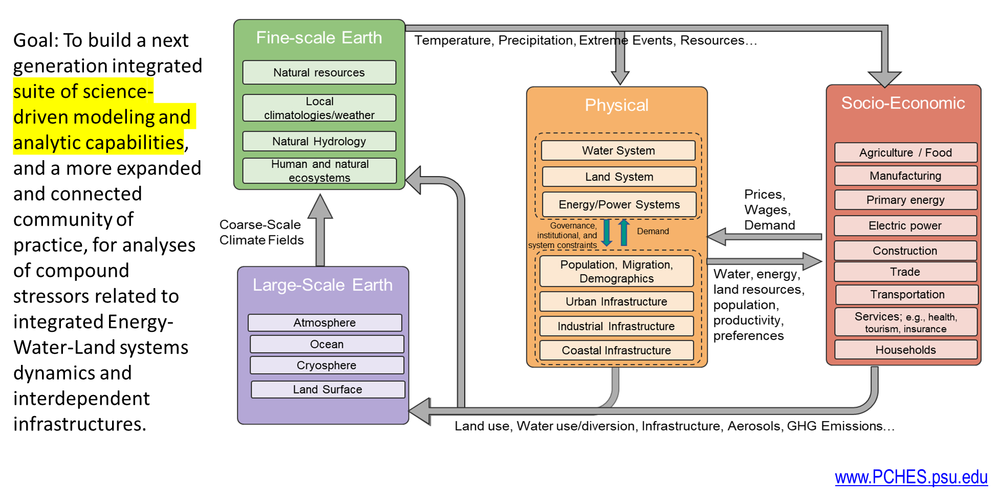 Goal: To build a next
generation integrated
suite of science-
driven modeling and
analytic capabilities,
and a more expanded
and connected
community of
practice, for analyses
of compound
stressors related to
integrated Energy-
Water-Land systems
dynamics and
interdependent
infrastructures.
Fine-scale Earth
Natural resources
Local
climatologies/weather
Natural Hydrology
Human and natural
ecosystems
Temperature, Precipitation, Extreme Events, Resources…
Coarse-Scale
Climate Fields
Large-Scale Earth
Atmosphere
Ocean
Cryosphere
Land Surface
Physical
Water System
Land System
Energy/Power Systems
Governance,
institutional, and
system constraints
Demand
Population, Migration,
Demographics
Urban Infrastructure
Industrial Infrastructure
Coastal Infrastructure
Prices,
Wages,
Demand
Water, energy,
land resources,
population,
productivity,
preferences
Socio-Economic
Agriculture / Food
Manufacturing
Primary energy
Electric power
Construction
Trade
Transportation
Services; e.g., health,
tourism, insurance
Households
Land use, Water use/diversion, Infrastructure, Aerosols, GHG Emissions…
www.PCHES.psu.edu